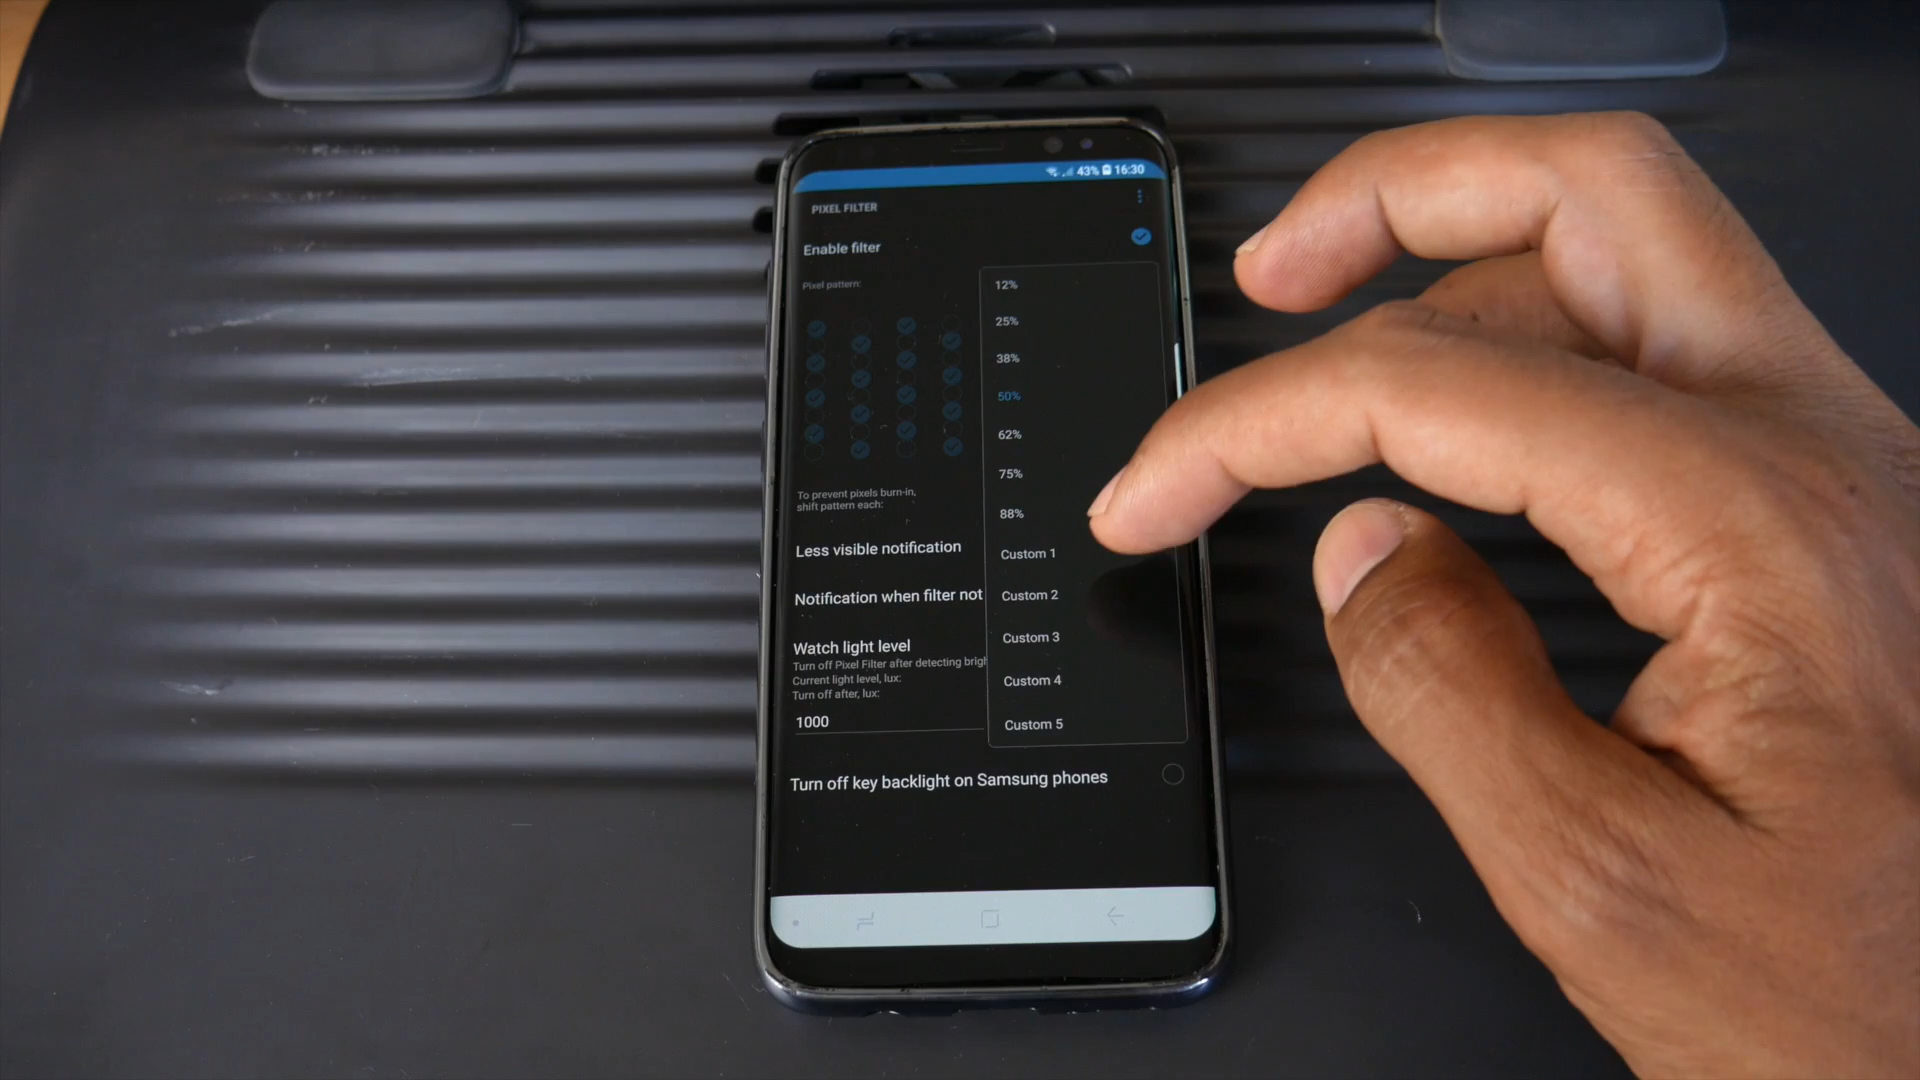 43% 16:30
PIXEL FILTER
Enable filter
Pixel pattern:
12%
25%
38%
50%
62%
75%
88%
Custom 1
Custom 2
Custom 3
Custom 4
Custom 5
To prevent pixels burn-in,
shift pattern each:
Less visible notification
Notification when filter not
Watch light level
Turn off Pixel Filter after detecting brigh
Current light level, lux:
Turn off after, lux:
1000
Turn off key backlight on Samsung phones